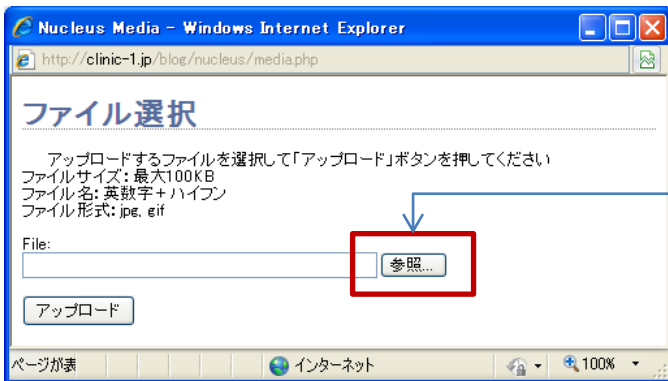 Nucleus Media - Windows Internet Explorer
http://clinic-1.jp/blog/nucleus/media.php
ファイル選択
アップロードするファイルを選択して「アップロード」ボタンを押してください
ファイルサイズ: 最大100KB
ファイル名: 英数字+ハイフン
ファイル形式: jpg, gif
File:
参照...
アップロード
ページが表
インターネット
100%